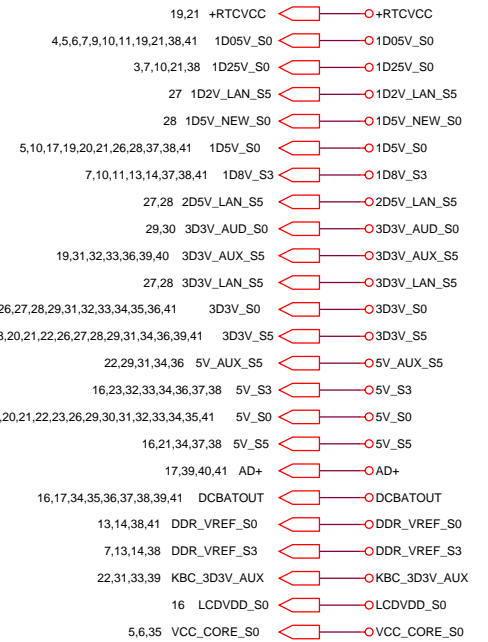 19,21 +RTCVCC +RTCVCC
4,5,6,7,9,10,11,19,21,38,41 1D05V_S0 1D05V_S0
3,7,10,21,38 1D25V_S0 1D25V_S0
27 1D2V_LAN_S5 1D2V_LAN_S5
28 1D5V_NEW_S0 1D5V_NEW_S0
5,10,17,19,20,21,26,28,37,38,41 1D5V_S0 1D5V_S0
7,10,11,13,14,37,38,41 1D8V_S3 1D8V_S3
27,28 2D5V_LAN_S5 2D5V_LAN_S5
29,30 3D3V_AUD_S0 3D3V_AUD_S0
19,31,32,33,36,39,40 3D3V_AUX_S5 3D3V_AUX_S5
27,28 3D3V_LAN_S5 3D3V_LAN_S5
26,27,28,29,31,32,33,34,35,36,41 3D3V_S0 3D3V_S0
,20,21,22,26,27,28,29,31,34,36,39,41 3D3V_S5 3D3V_S5
22,29,31,34,36 5V_AUX_S5 5V_AUX_S5
16,23,32,33,34,36,37,38 5V_S3 5V_S3
,20,21,22,23,26,29,30,31,32,33,34,35,41 5V_S0 5V_S0
16,21,34,37,38 5V_S5 5V_S5
17,39,40,41 AD+ AD+
16,17,34,35,36,37,38,39,41 DCBATOUT DCBATOUT
13,14,38,41 DDR_VREF_S0 DDR_VREF_S0
7,13,14,38 DDR_VREF_S3 DDR_VREF_S3
22,31,33,39 KBC_3D3V_AUX KBC_3D3V_AUX
16 LCDVDD_S0 LCDVDD_S0
5,6,35 VCC_CORE_S0 VCC_CORE_S0